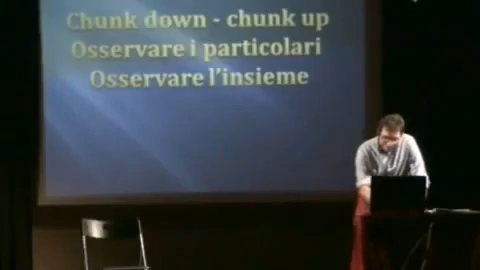 Chunk down - chunk up
Osservare i particolari
Osservare l'insieme